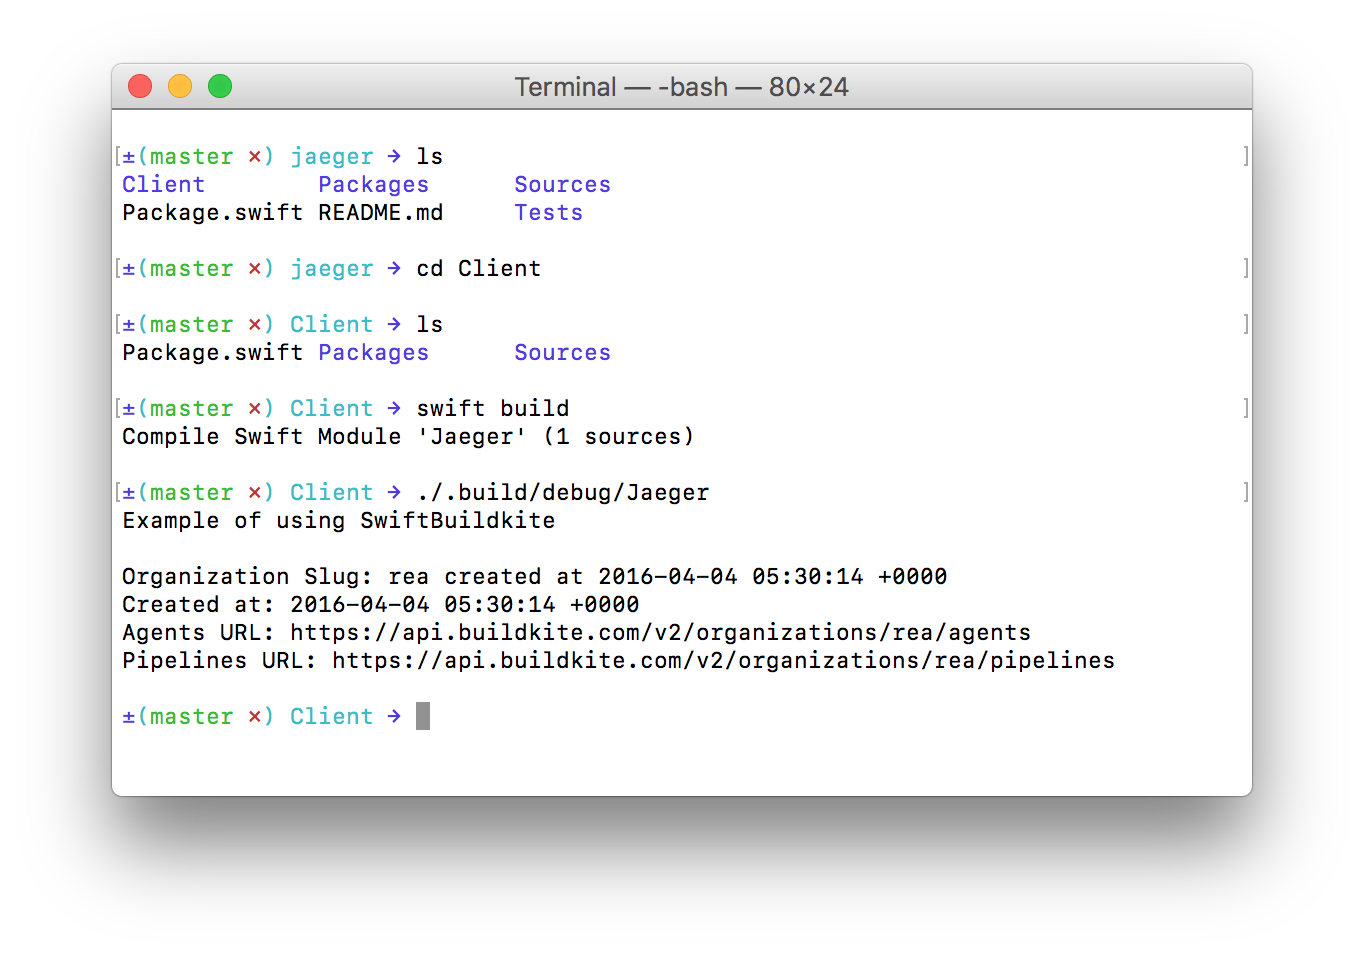 Terminal — -bash — 80×24
[±(master ×) jaeger → ls ]
Client Packages Sources
Package.swift README.md Tests
[±(master ×) jaeger → cd Client ]
[±(master ×) Client → ls ]
Package.swift Packages Sources
[±(master ×) Client → swift build ]
Compile Swift Module 'Jaeger' (1 sources)
[±(master ×) Client → ./.build/debug/Jaeger ]
Example of using SwiftBuildkite
Organization Slug: rea created at 2016-04-04 05:30:14 +0000
Created at: 2016-04-04 05:30:14 +0000
Agents URL: https://api.buildkite.com/v2/organizations/rea/agents
Pipelines URL: https://api.buildkite.com/v2/organizations/rea/pipelines
±(master ×) Client →